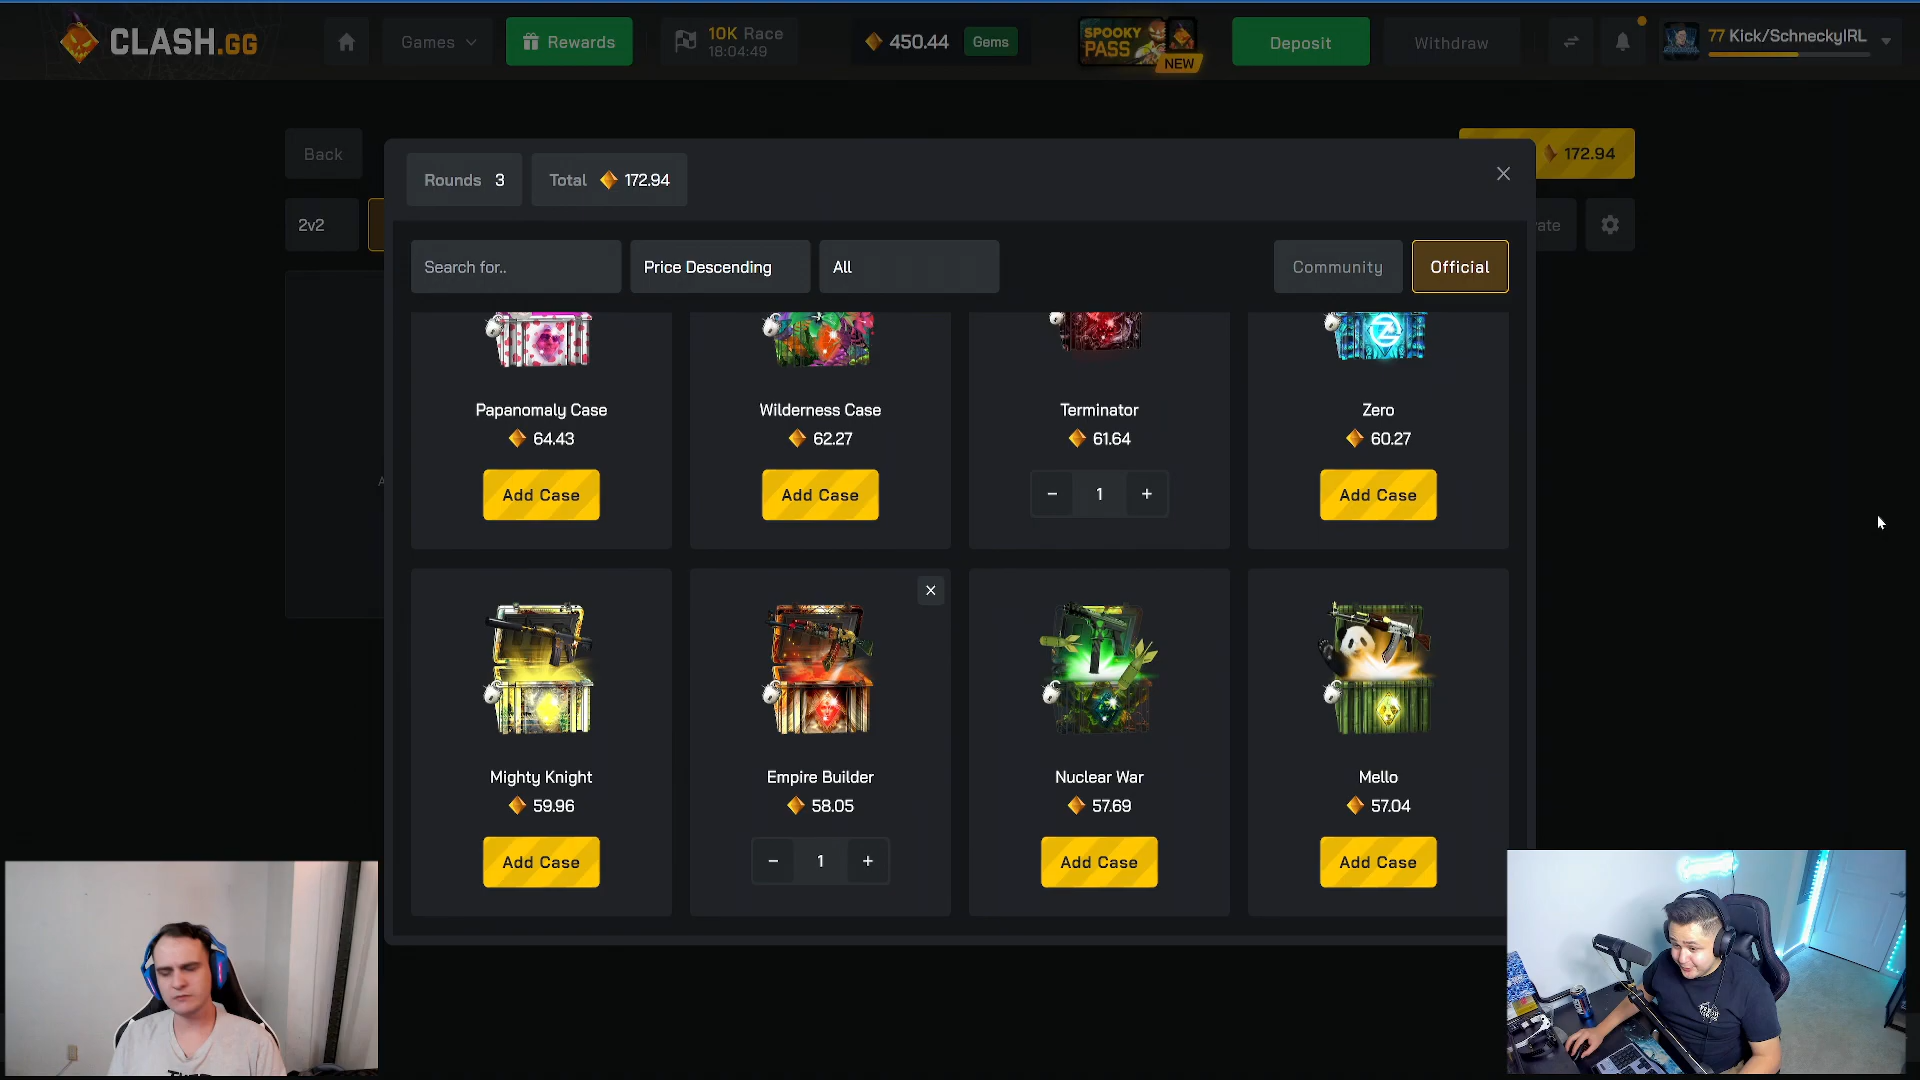 CLASH.GG
Games
Rewards
10K Race
18:04:49
450.44
Gems
SPOOKY
PASS
NEW
Deposit
Withdraw
77 Kick/SchneckyIRL
Back
172.94
Rounds 3
Total 172.94
2v2
Search for..
Price Descending
All
Community
Official
Papanomaly Case
64.43
Add Case
Wilderness Case
62.27
Add Case
Terminator
61.64
− 1 +
Zero
60.27
Add Case
Mighty Knight
59.96
Add Case
Empire Builder
58.05
− 1 +
Nuclear War
57.69
Add Case
Mello
57.04
Add Case